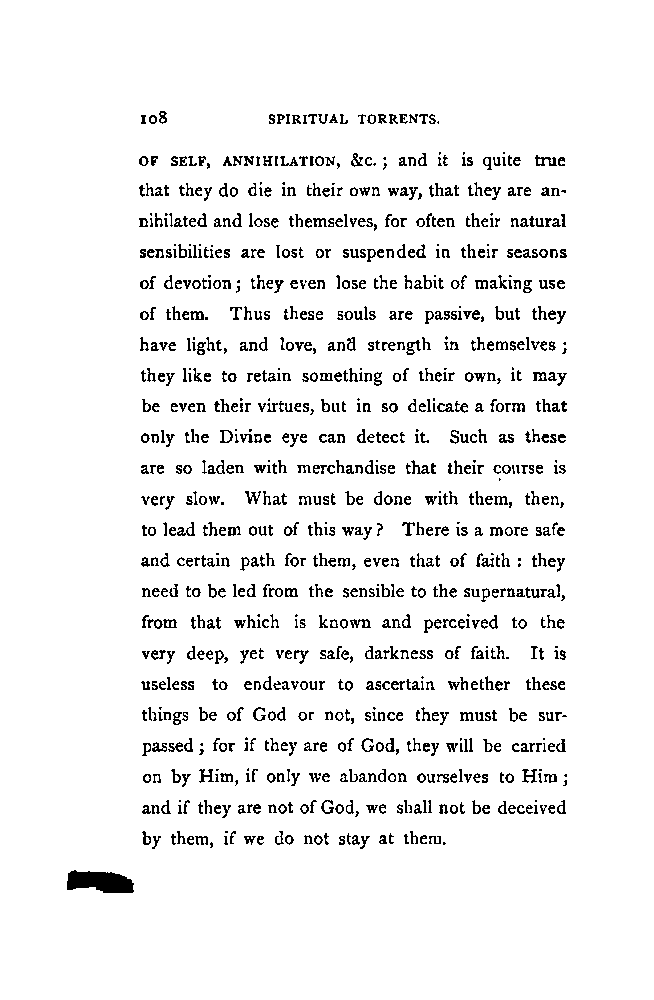 108 SPIRITUAL TORRENTS.
OF SELF, ANNIHILATION, &c. ; and it is quite true
that they do die in their own way, that they are an-
nihilated and lose themselves, for often their natural
sensibilities are lost or suspended in their seasons
of devotion ; they even lose the habit of making use
of them. Thus these souls are passive, but they
have light, and love, and strength in themselves ;
they like to retain something of their own, it may
be even their virtues, but in so delicate a form that
only the Divine eye can detect it. Such as these
are so laden with merchandise that their course is
very slow. What must be done with them, then,
to lead them out of this way ? There is a more safe
and certain path for them, even that of faith : they
need to be led from the sensible to the supernatural,
from that which is known and perceived to the
very deep, yet very safe, darkness of faith. It is
useless to endeavour to ascertain whether these
things be of God or not, since they must be sur-
passed ; for if they are of God, they will be carried
on by Him, if only we abandon ourselves to Him ;
and if they are not of God, we shall not be deceived
by them, if we do not stay at them.